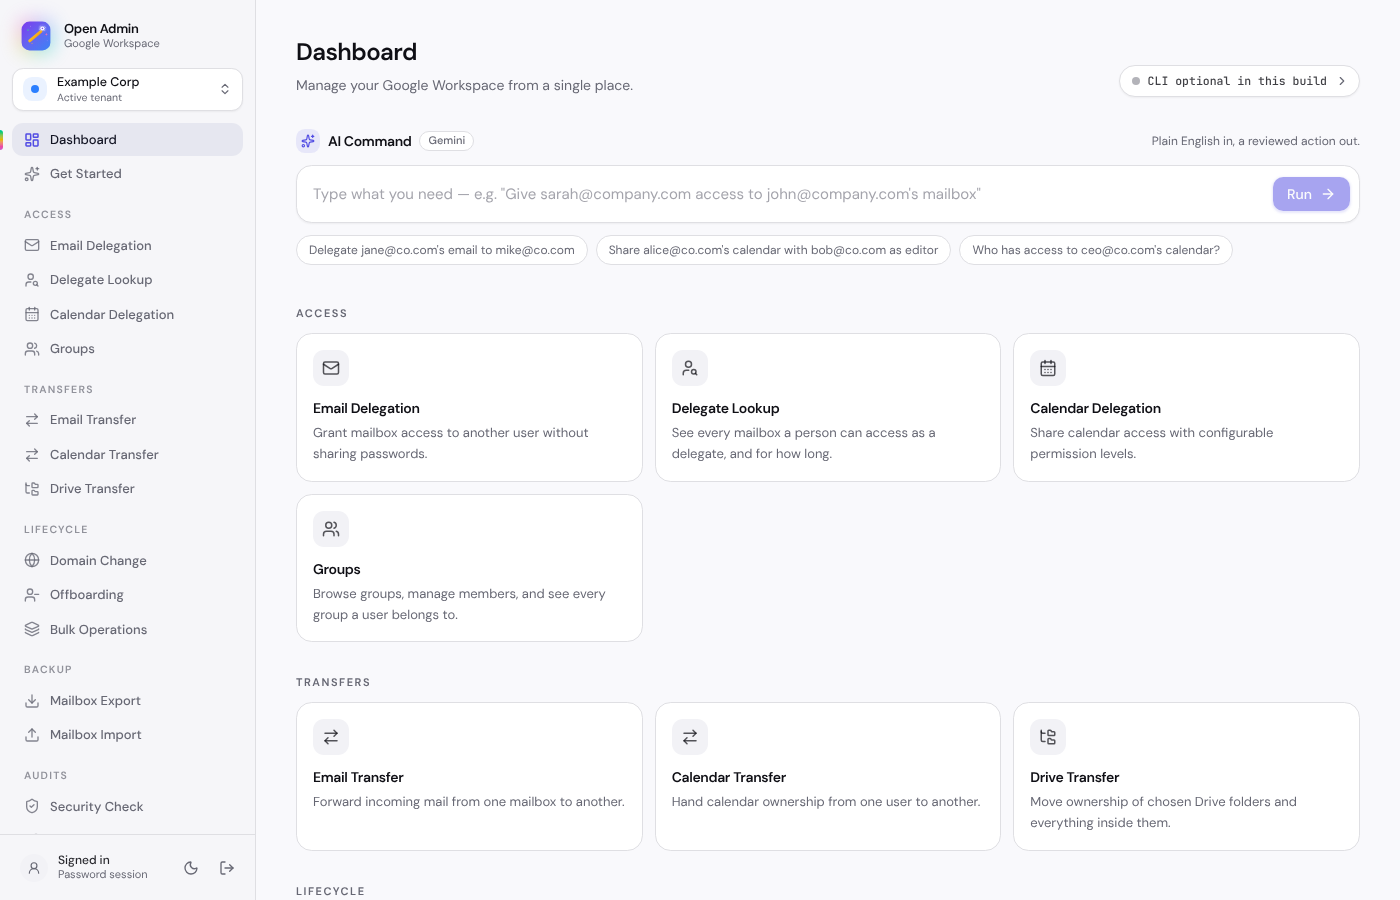 Open Admin
Google Workspace
Example Corp
Active tenant
Dashboard
Get Started
ACCESS
Email Delegation
Delegate Lookup
Calendar Delegation
Groups
TRANSFERS
Email Transfer
Calendar Transfer
Drive Transfer
LIFECYCLE
Domain Change
Offboarding
Bulk Operations
BACKUP
Mailbox Export
Mailbox Import
AUDITS
Security Check
Signed in
Password session
Dashboard
Manage your Google Workspace from a single place.
CLI optional in this build
AI Command
Gemini
Plain English in, a reviewed action out.
Type what you need — e.g. "Give sarah@company.com access to john@company.com's mailbox"
Run
Delegate jane@co.com's email to mike@co.com
Share alice@co.com's calendar with bob@co.com as editor
Who has access to ceo@co.com's calendar?
ACCESS
Email Delegation
Grant mailbox access to another user without
sharing passwords.
Delegate Lookup
See every mailbox a person can access as a
delegate, and for how long.
Calendar Delegation
Share calendar access with configurable
permission levels.
Groups
Browse groups, manage members, and see every
group a user belongs to.
TRANSFERS
Email Transfer
Forward incoming mail from one mailbox to another.
Calendar Transfer
Hand calendar ownership from one user to another.
Drive Transfer
Move ownership of chosen Drive folders and
everything inside them.
LIFECYCLE